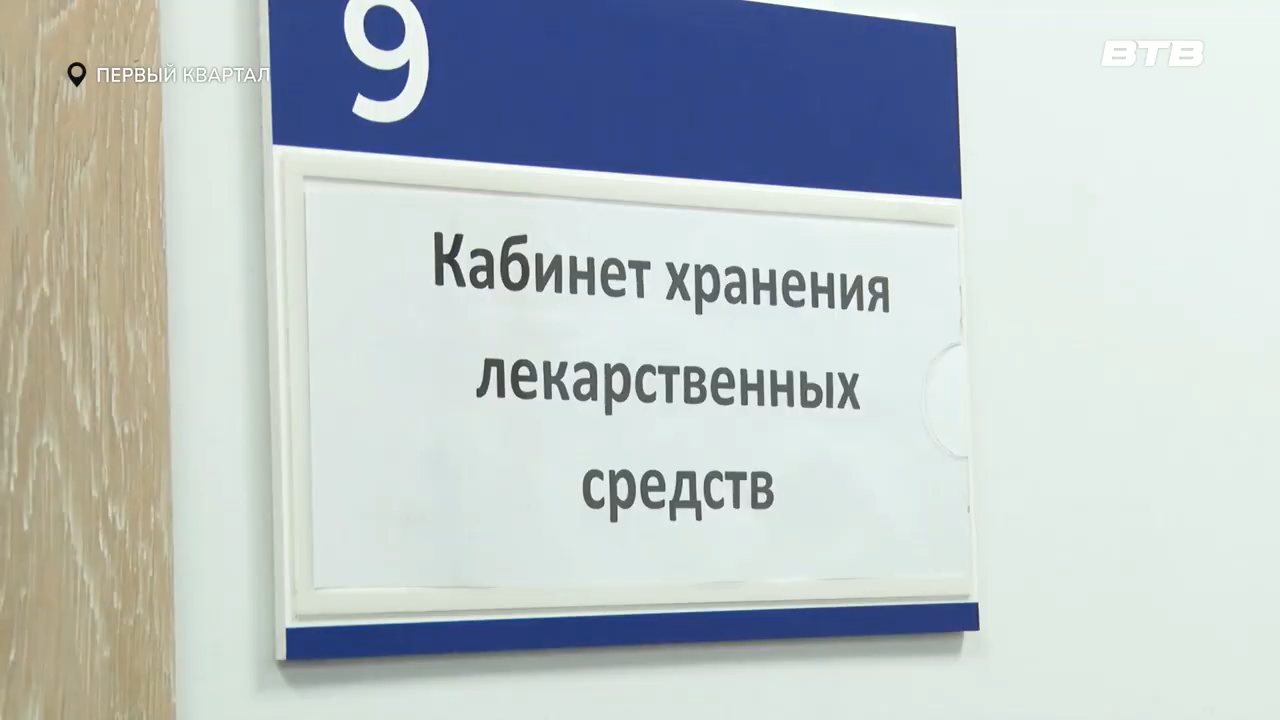 9
ПЕРВЫЙ КВАРТАЛ
ВТВ
Кабинет хранения
лекарственных
средств